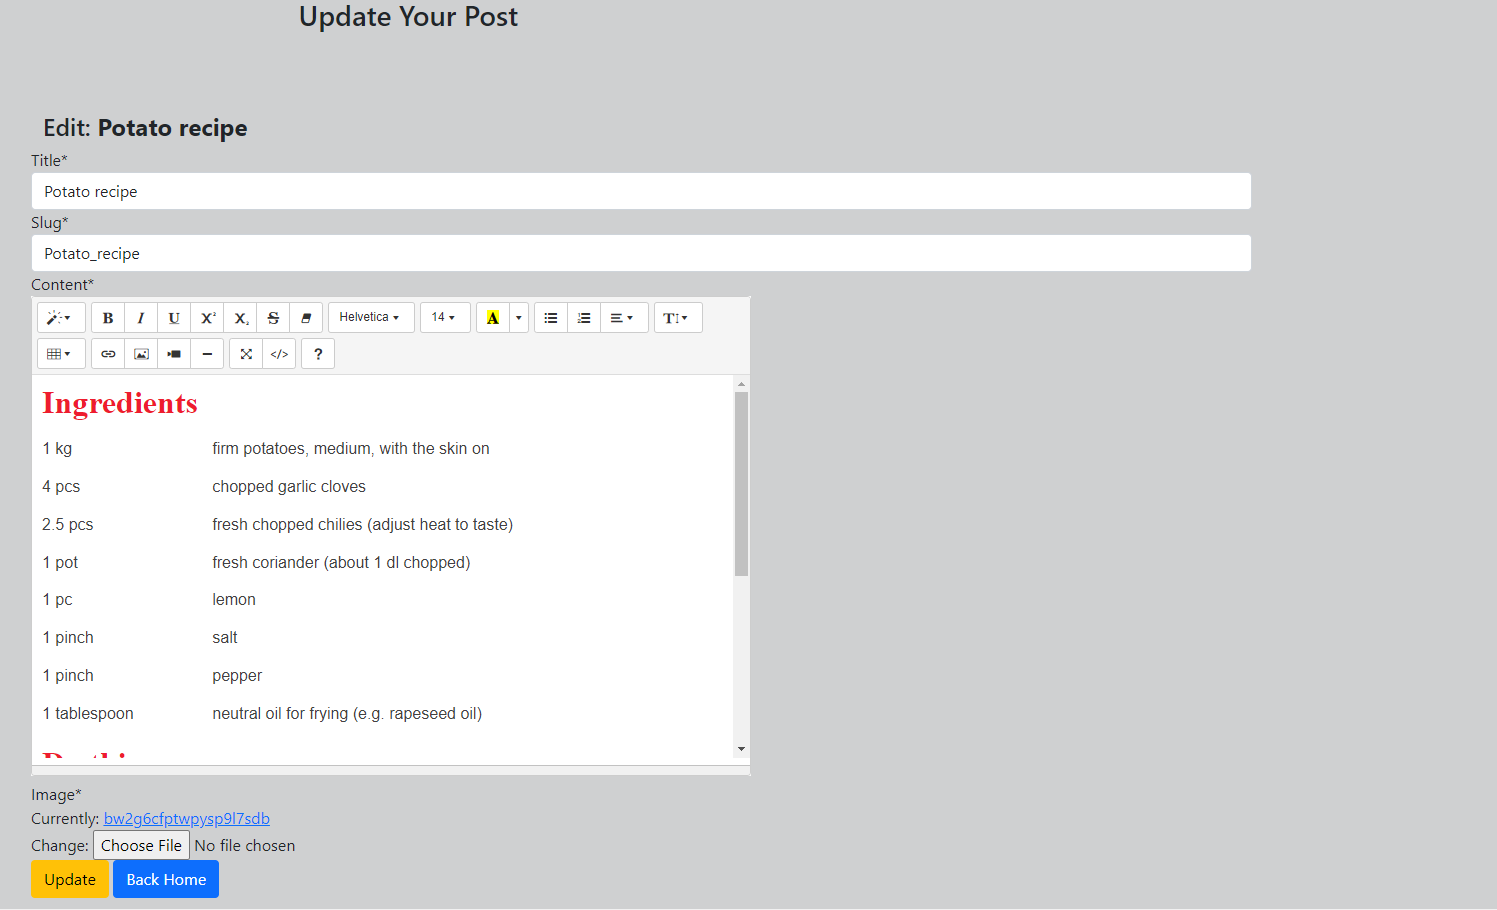 Update Your Post
Edit: Potato recipe
Title*
Potato recipe
Slug*
Potato_recipe
Content*
B I U X² X₂ S Helvetica 14 A T
</> ?
Ingredients
1 kg firm potatoes, medium, with the skin on
4 pcs chopped garlic cloves
2.5 pcs fresh chopped chilies (adjust heat to taste)
1 pot fresh coriander (about 1 dl chopped)
1 pc lemon
1 pinch salt
1 pinch pepper
1 tablespoon neutral oil for frying (e.g. rapeseed oil)
Image*
Currently: bw2g6cfptwpysp9l7sdb
Change: Choose File No file chosen
Update Back Home